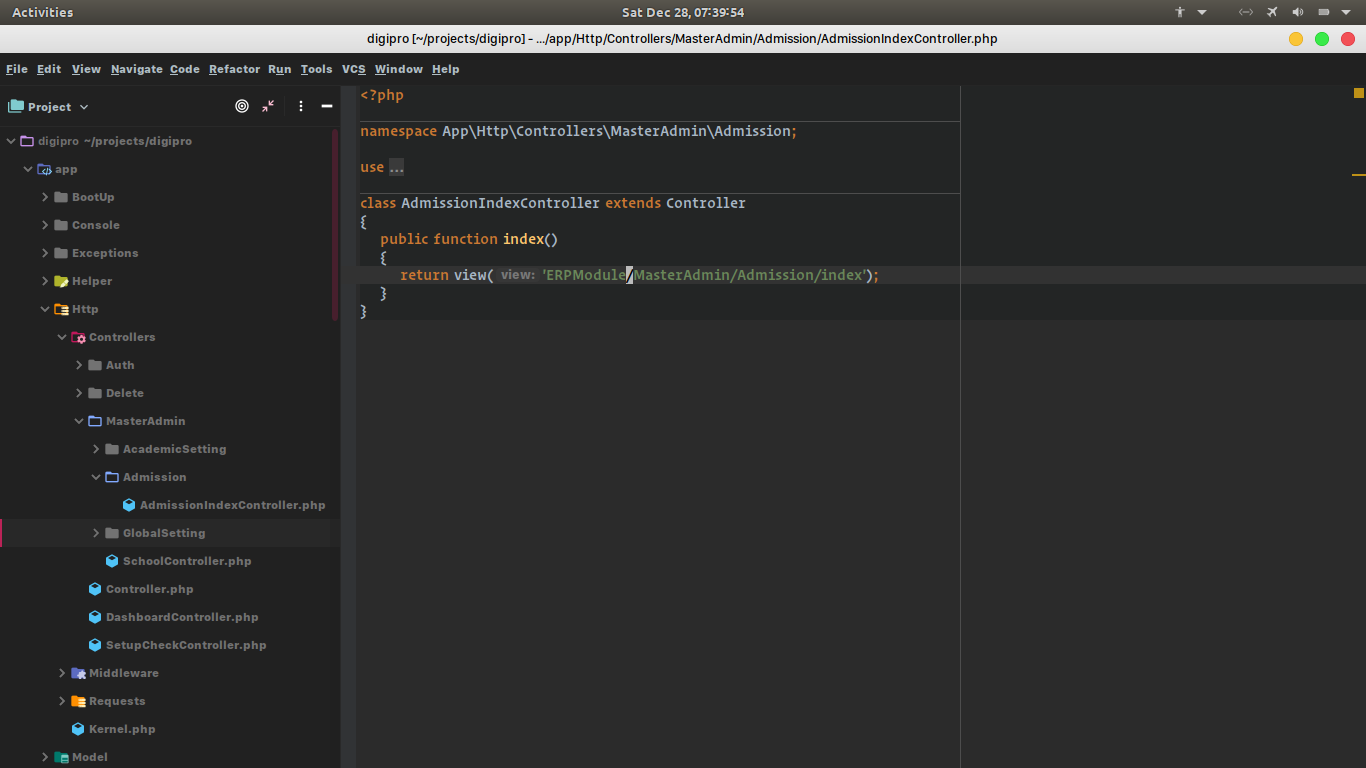 Activities
Sat Dec 28, 07:39:54
digipro [~/projects/digipro] - .../app/Http/Controllers/MasterAdmin/Admission/AdmissionIndexController.php
File Edit View Navigate Code Refactor Run Tools VCS Window Help
Project
digipro ~/projects/digipro
app
BootUp
Console
Exceptions
Helper
Http
Controllers
Auth
Delete
MasterAdmin
AcademicSetting
Admission
AdmissionIndexController.php
GlobalSetting
SchoolController.php
Controller.php
DashboardController.php
SetupCheckController.php
Middleware
Requests
Kernel.php
Model
<?php
namespace App\Http\Controllers\MasterAdmin\Admission;
use ...
class AdmissionIndexController extends Controller
{
public function index()
{
return view( view: 'ERPModule/MasterAdmin/Admission/index');
}
}